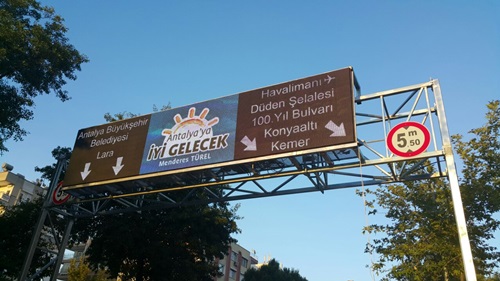 Antalya Büyükşehir
Belediyesi
Lara
Antalya'ya
İYİ GELECEK
Menderes TÜREL
Havalimanı
Düden Şelalesi
100.Yıl Bulvarı
Konyaaltı
Kemer
5 m
,50